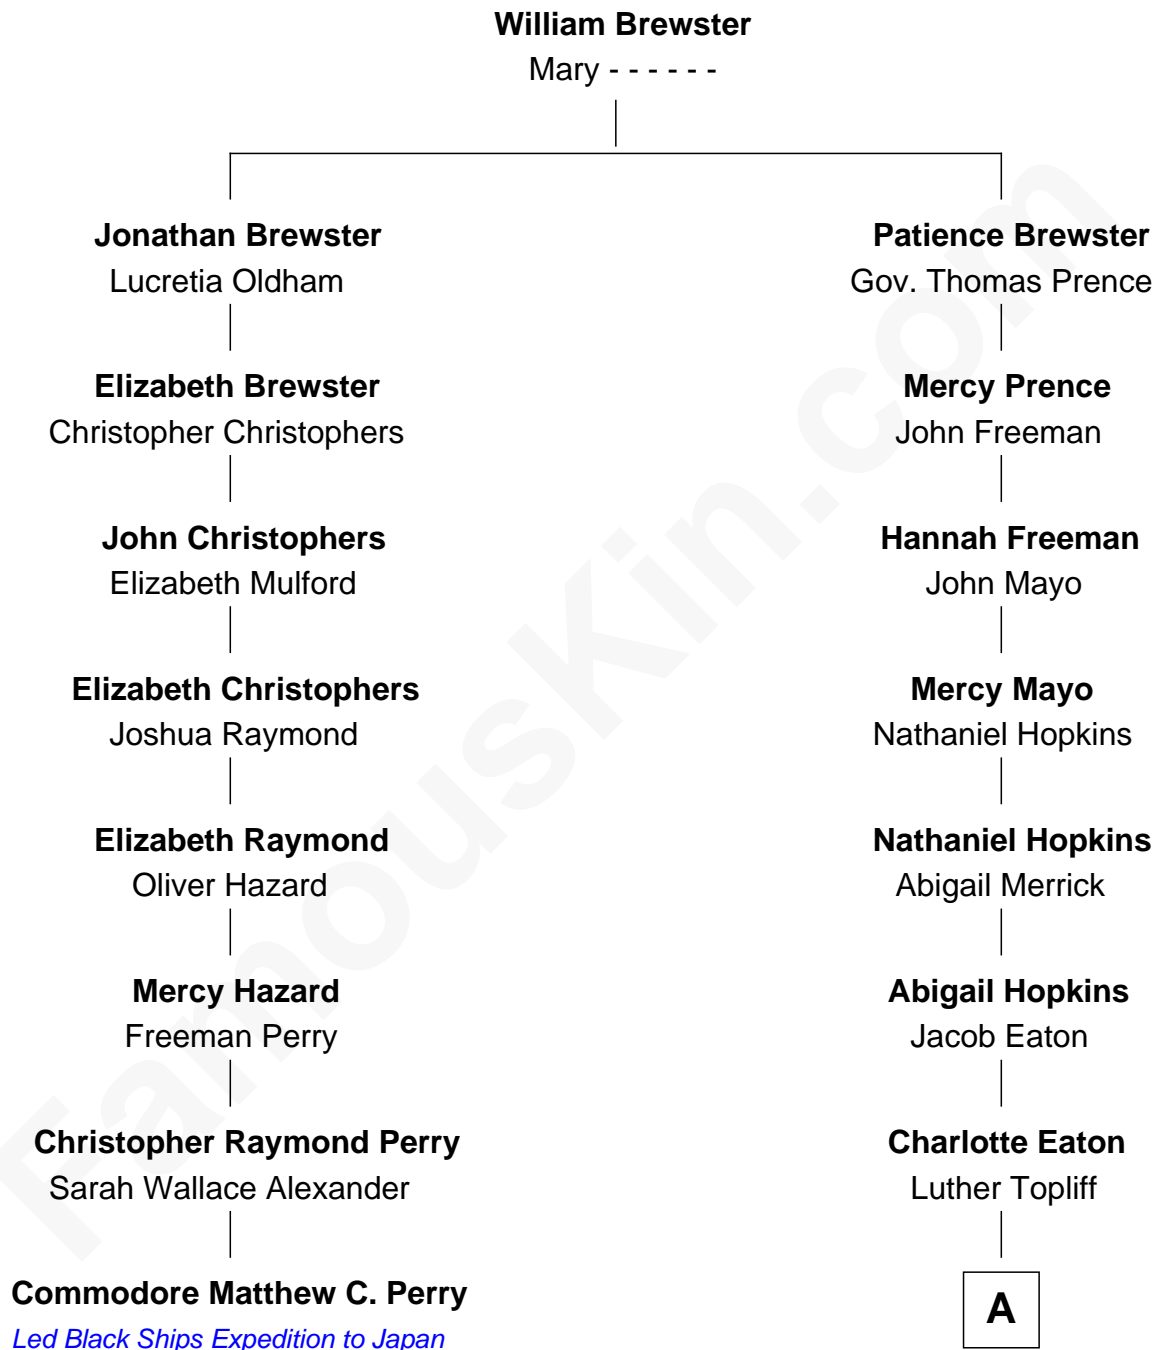 William Brewster
Mary - - - - - -
Jonathan Brewster
Lucretia Oldham
Patience Brewster
Gov. Thomas Prence
Elizabeth Brewster
Christopher Christophers
Mercy Prence
John Freeman
John Christophers
Elizabeth Mulford
Hannah Freeman
John Mayo
Elizabeth Christophers
Joshua Raymond
Mercy Mayo
Nathaniel Hopkins
Elizabeth Raymond
Oliver Hazard
Nathaniel Hopkins
Abigail Merrick
Mercy Hazard
Freeman Perry
Abigail Hopkins
Jacob Eaton
Christopher Raymond Perry
Sarah Wallace Alexander
Charlotte Eaton
Luther Topliff
Commodore Matthew C. Perry
Led Black Ships Expedition to Japan
A
FamousKin.com